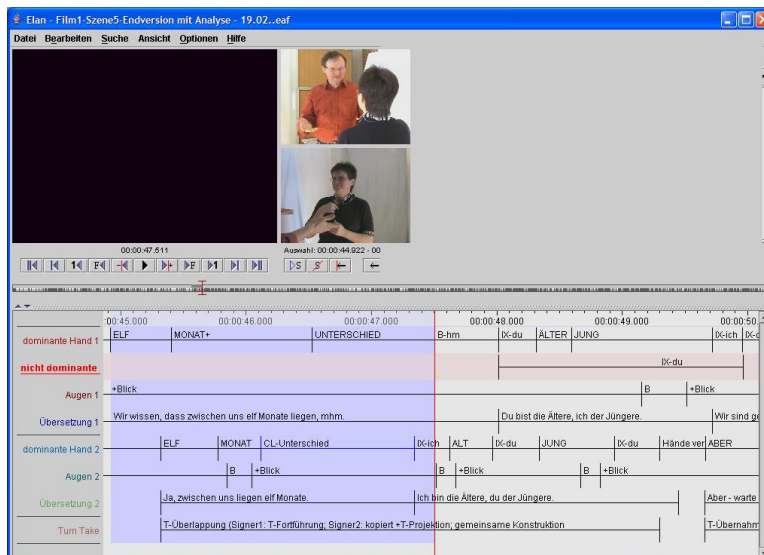 Elan - Film1-Szene5-Endversion mit Analyse - 19.02..eaf
Datei Bearbeiten Suche Ansicht Optionen Hilfe
00:00:47.511
Auswahl: 00:00:44.922 - 00
1 F F 1 S S
00:00:45.000 00:00:46.000 00:00:47.000 00:00:48.000 00:00:49.000 00:00:50.
dominante Hand 1 ELF MONAT+ UNTERSCHIED B-hm IX-du ÄLTER JUNG IX-ich
nicht dominante IX-du
Augen 1 +Blick B +Blick
Übersetzung 1 Wir wissen, dass zwischen uns elf Monate liegen, mhm. Du bist die Ältere, ich der Jüngere. Wir sind ge
dominante Hand 2 ELF MONAT CL-Unterschied IX-ich ALT IX-du JUNG IX-du Hände ver ABER
Augen 2 B +Blick B +Blick B +Blick
Übersetzung 2 Ja, zwischen uns liegen elf Monate. Ich bin die Ältere, du der Jüngere. Aber - warte
Turn Take T-Überlappung (Signer1: T-Fortführung; Signer2: kopiert +T-Projektion; gemeinsame Konstruktion T-Übernahm